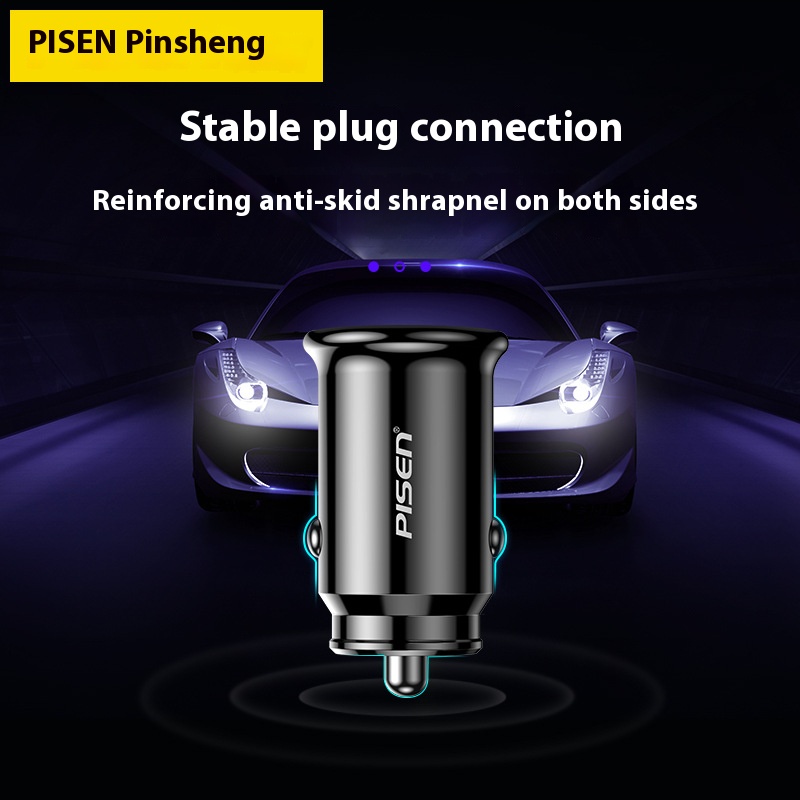 PISEN Pinsheng
Stable plug connection
Reinforcing anti-skid shrapnel on both sides
PISEN®